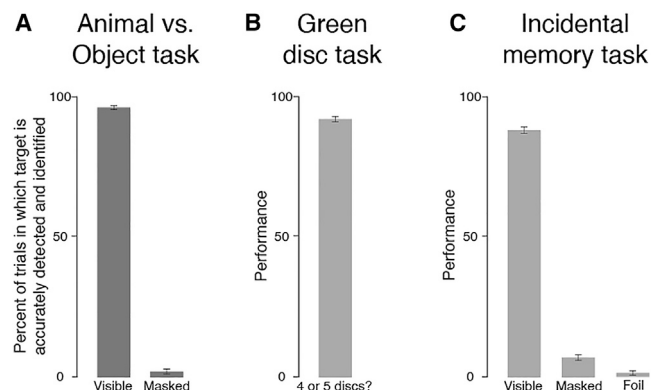 A
Animal vs.
Object task
Percent of trials in which target is
accurately detected and identified
100
50
0
Visible
Masked
B
Green
disc task
Performance
100
50
0
4 or 5 discs?
C
Incidental
memory task
Performance
100
50
0
Visible
Masked
Foil